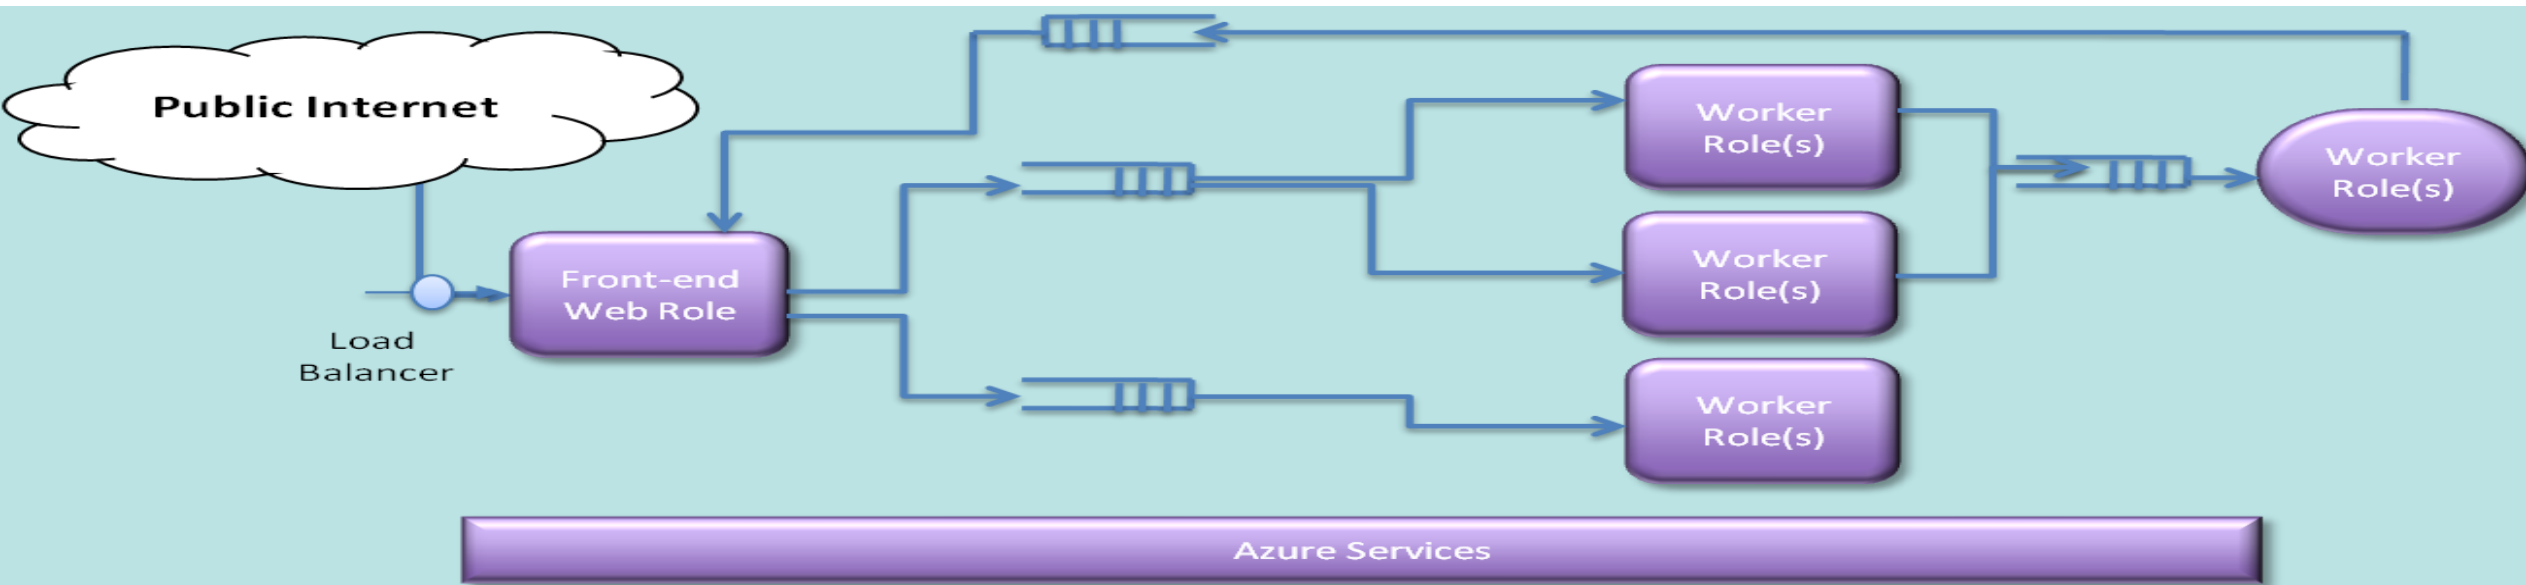 Public Internet
Load
Balancer
Front-end
Web Role
Worker
Role(s)
Worker
Role(s)
Worker
Role(s)
Worker
Role(s)
Azure Services